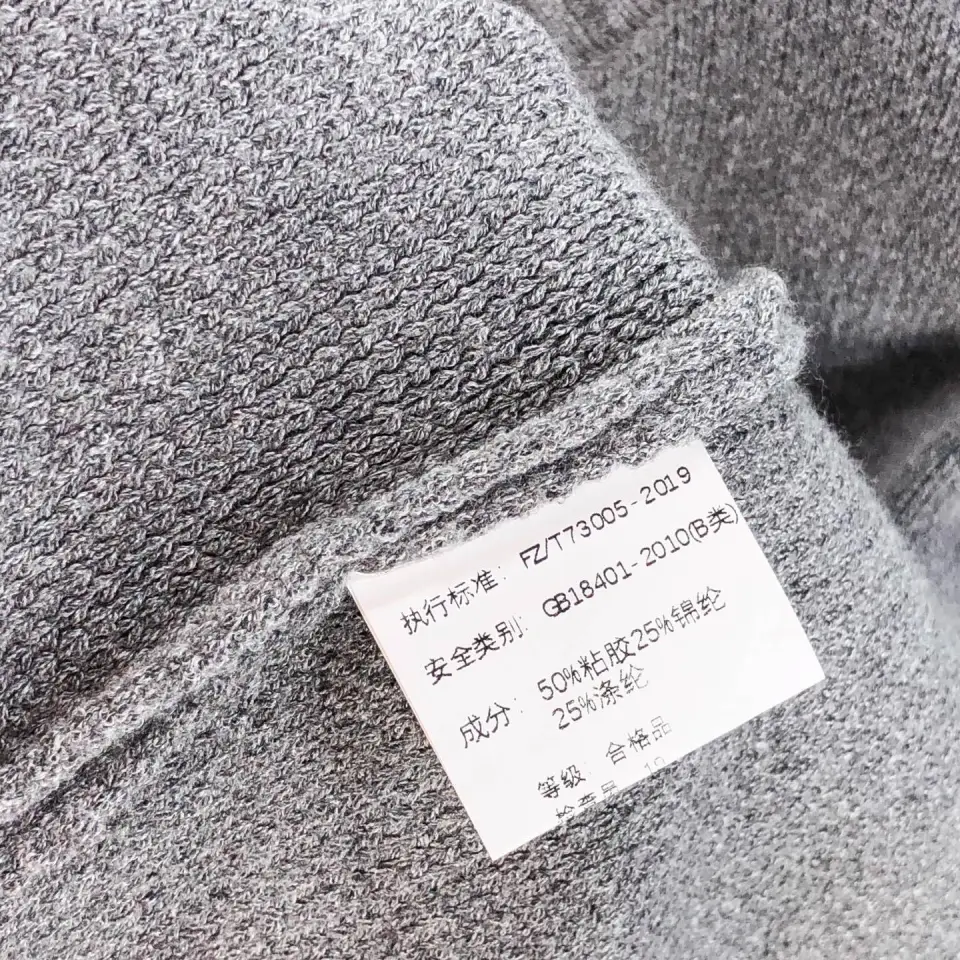 执行标准: FZ/T73005-2019
安全类别: GB18401-2010(B类)
成分: 50%粘胶25%锦纶
25%涤纶
等级: 合格品